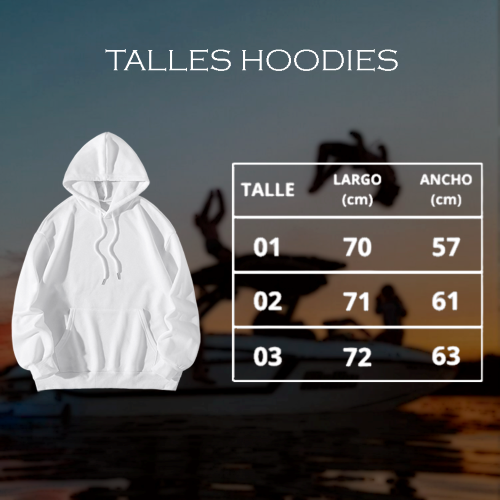 TALLES HOODIES
TALLE LARGO (cm) ANCHO (cm)
01 70 57
02 71 61
03 72 63